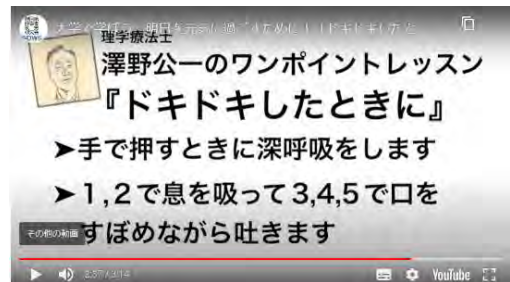 理学療法士
澤野公一のワンポイントレッスン
『ドキドキしたときに』
➤手で押すときに深呼吸をします
➤1,2で息を吸って3,4,5で口を
すぼめながら吐きます
その他の動画
YouTube